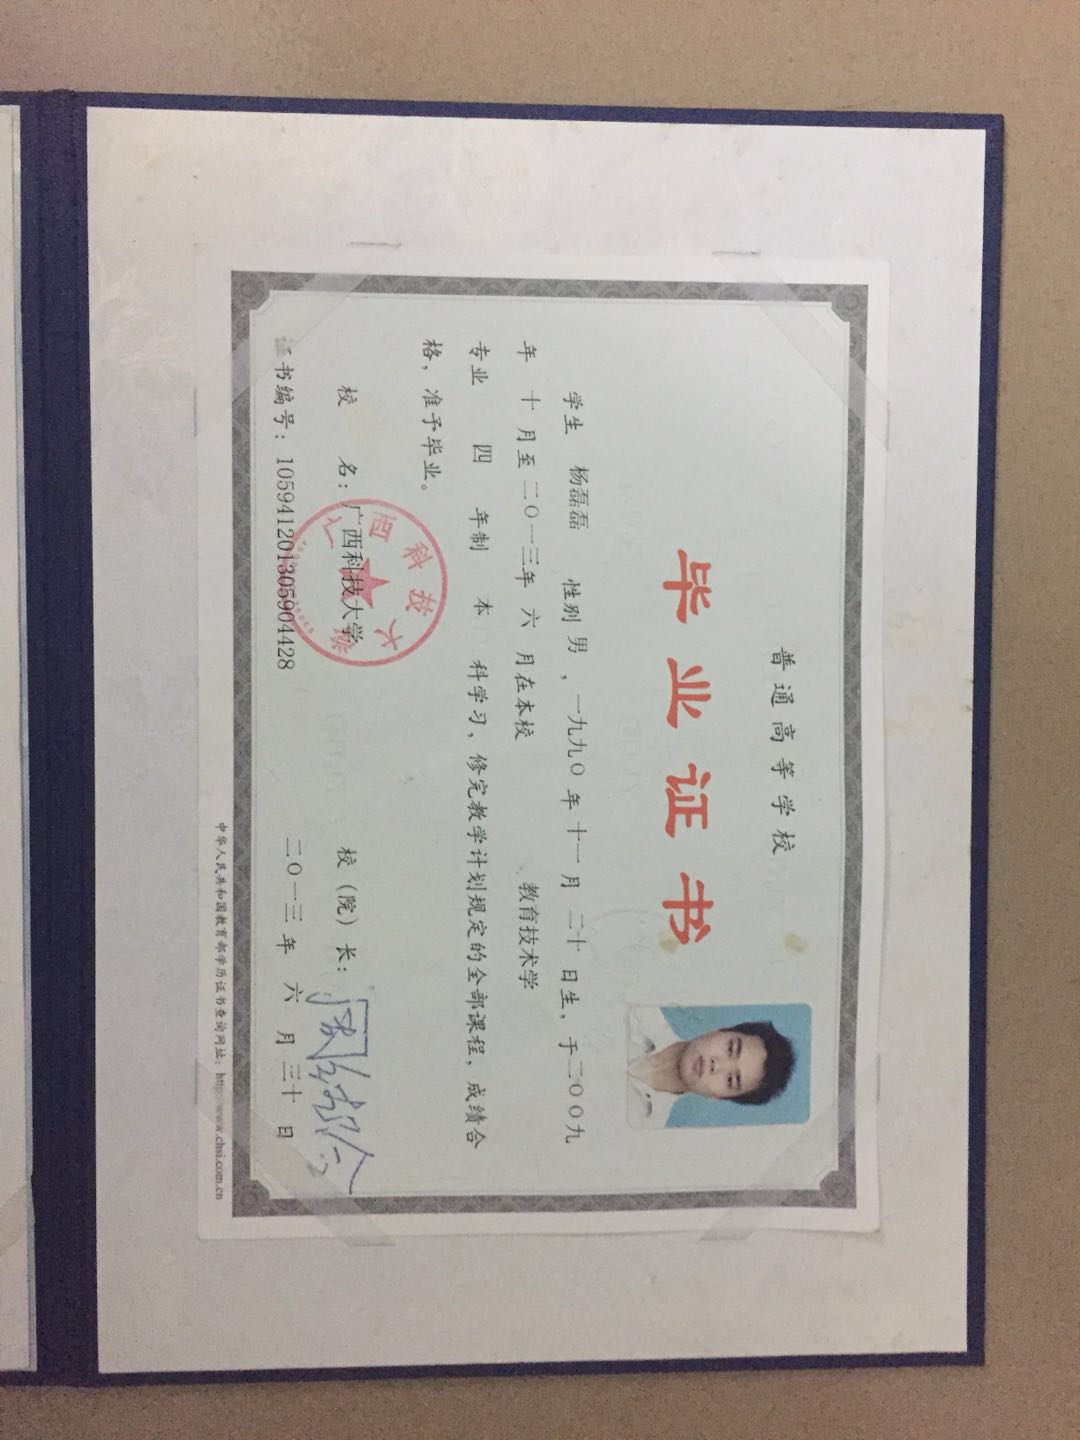 普通高等学校
毕业证书
学生 杨磊磊 性别 男 ，一九九〇 年 十一 月 二十 日生，于二〇〇九
年 十 月至 二〇一三年 六 月在本校 教育技术学
专业 四 年制 本 科学习，修完教学计划规定的全部课程，成绩合
格，准予毕业。
校 名： 广西科技大学
校（院）长：
证书编号：105941201305904428
二〇一三 年 六 月 三十 日
中华人民共和国教育部学历证书查询网址：http://www.chsi.com.cn
广西科技大学